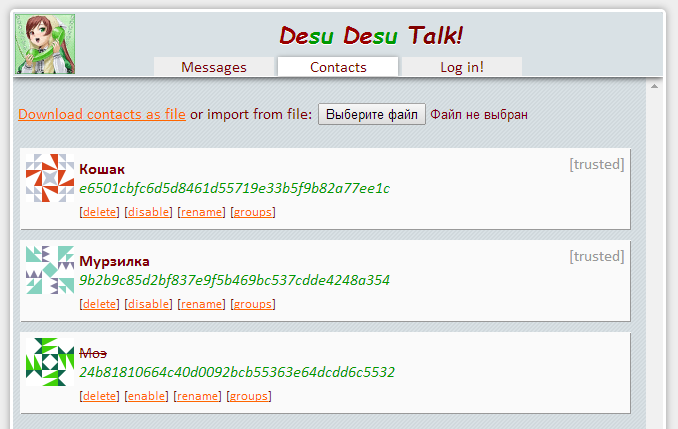 Desu Desu Talk!
Messages Contacts Log in!
Download contacts as file or import from file: Выберите файл Файл не выбран
Кошак [trusted]
e6501cbfc6d5d8461d55719e33b5f9b82a77ee1c
[delete] [disable] [rename] [groups]
Мурзилка [trusted]
9b2b9c85d2bf837e9f5b469bc537cdde4248a354
[delete] [disable] [rename] [groups]
Моэ
24b81810664c40d0092bcb55363e64dcdd6c5532
[delete] [enable] [rename] [groups]